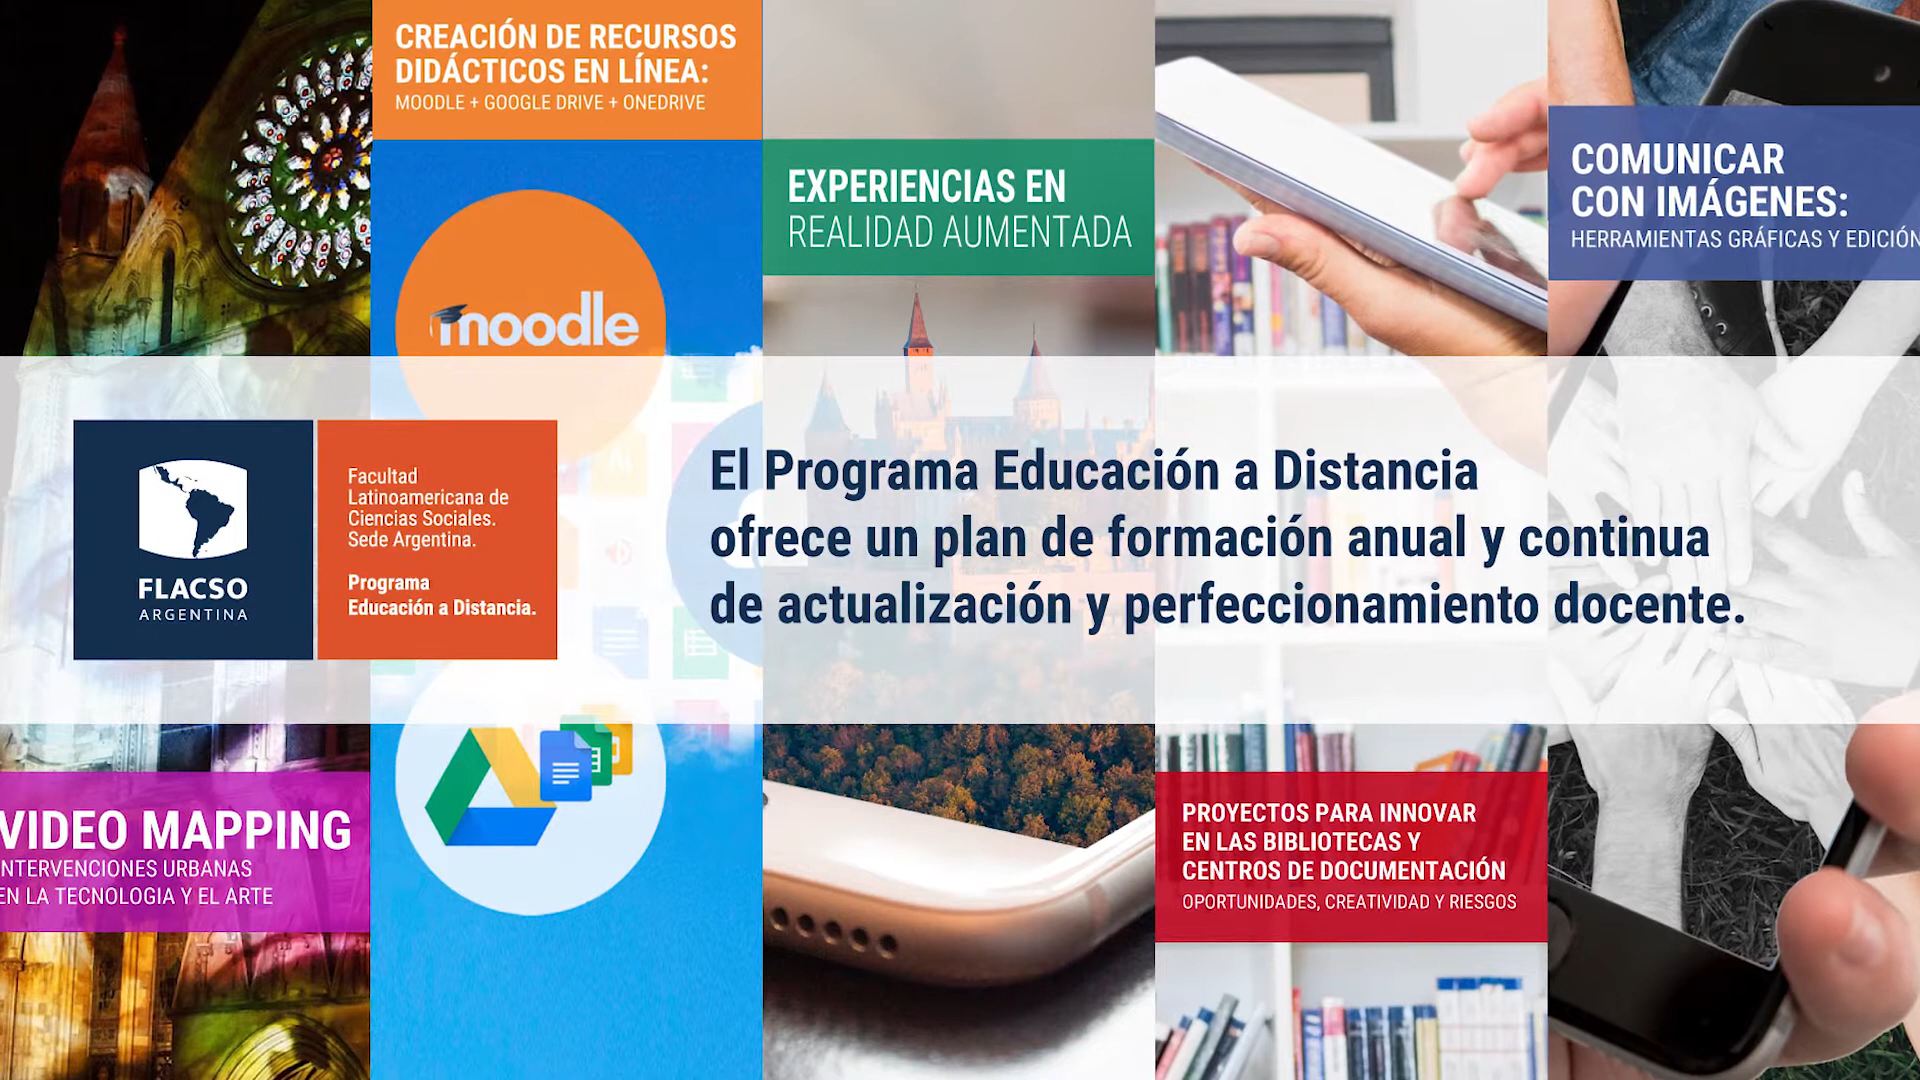 CREACIÓN DE RECURSOS
DIDÁCTICOS EN LÍNEA:
MOODLE + GOOGLE DRIVE + ONEDRIVE
moodle
EXPERIENCIAS EN
REALIDAD AUMENTADA
COMUNICAR
CON IMÁGENES:
HERRAMIENTAS GRÁFICAS Y EDICIÓN
FLACSO
ARGENTINA
Facultad
Latinoamericana de
Ciencias Sociales.
Sede Argentina.
Programa
Educación a Distancia.
El Programa Educación a Distancia
ofrece un plan de formación anual y continua
de actualización y perfeccionamiento docente.
VIDEO MAPPING
NTERVENCIONES URBANAS
EN LA TECNOLOGIA Y EL ARTE
PROYECTOS PARA INNOVAR
EN LAS BIBLIOTECAS Y
CENTROS DE DOCUMENTACIÓN
OPORTUNIDADES, CREATIVIDAD Y RIESGOS